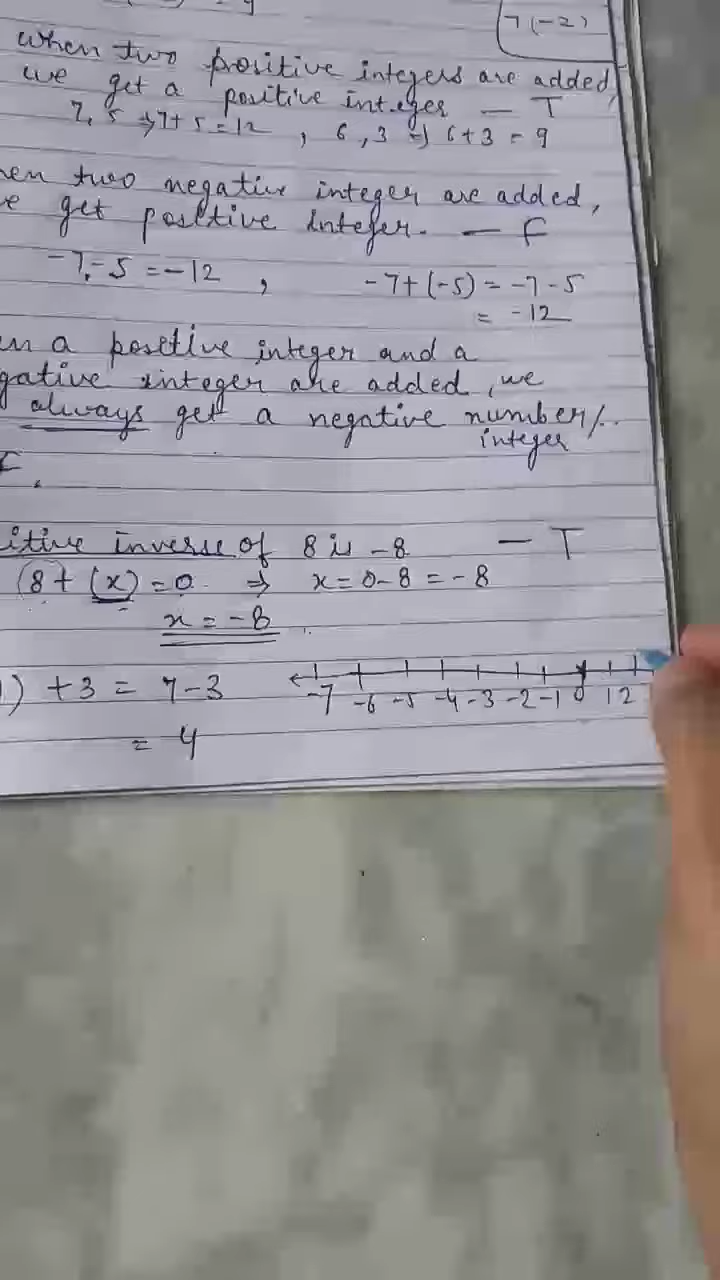 7(-2)
when two positive integers are added,
we get a positive integer — T
7, 5 ⇒ 7+5=12 , 6,3 ⇒ 6+3=9
en two negative integer are added,
e get positive integer. — F
-7,-5 =-12 , -7+(-5) = -7-5
= -12
n a positive integer and a
gative integer are added, we
always get a negative number/..
integer
F.
itive inverse of 8 is -8 — T
(8+(x)=0 ⇒ x=0-8 = -8
x = -8
) +3 = 7-3
-7 -6 -5 -4 -3 -2 -1 0 1 2
= 4